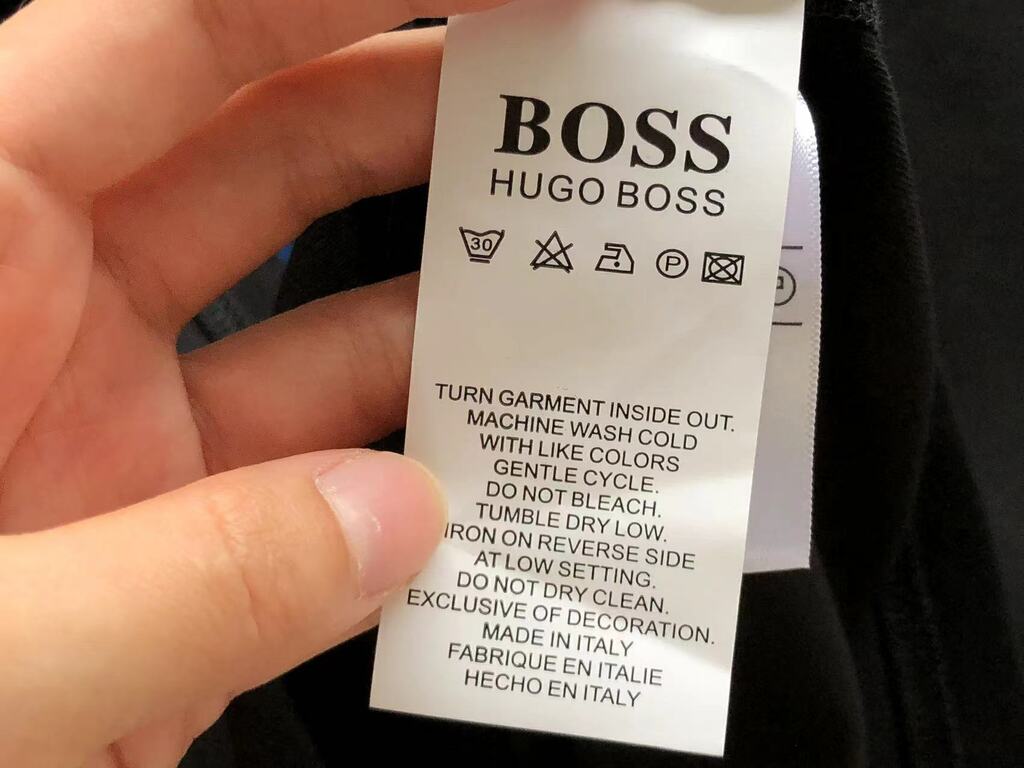 BOSS
HUGO BOSS
30 P
TURN GARMENT INSIDE OUT.
MACHINE WASH COLD
WITH LIKE COLORS
GENTLE CYCLE.
DO NOT BLEACH.
TUMBLE DRY LOW.
IRON ON REVERSE SIDE
AT LOW SETTING.
DO NOT DRY CLEAN.
EXCLUSIVE OF DECORATION.
MADE IN ITALY
FABRIQUE EN ITALIE
HECHO EN ITALY